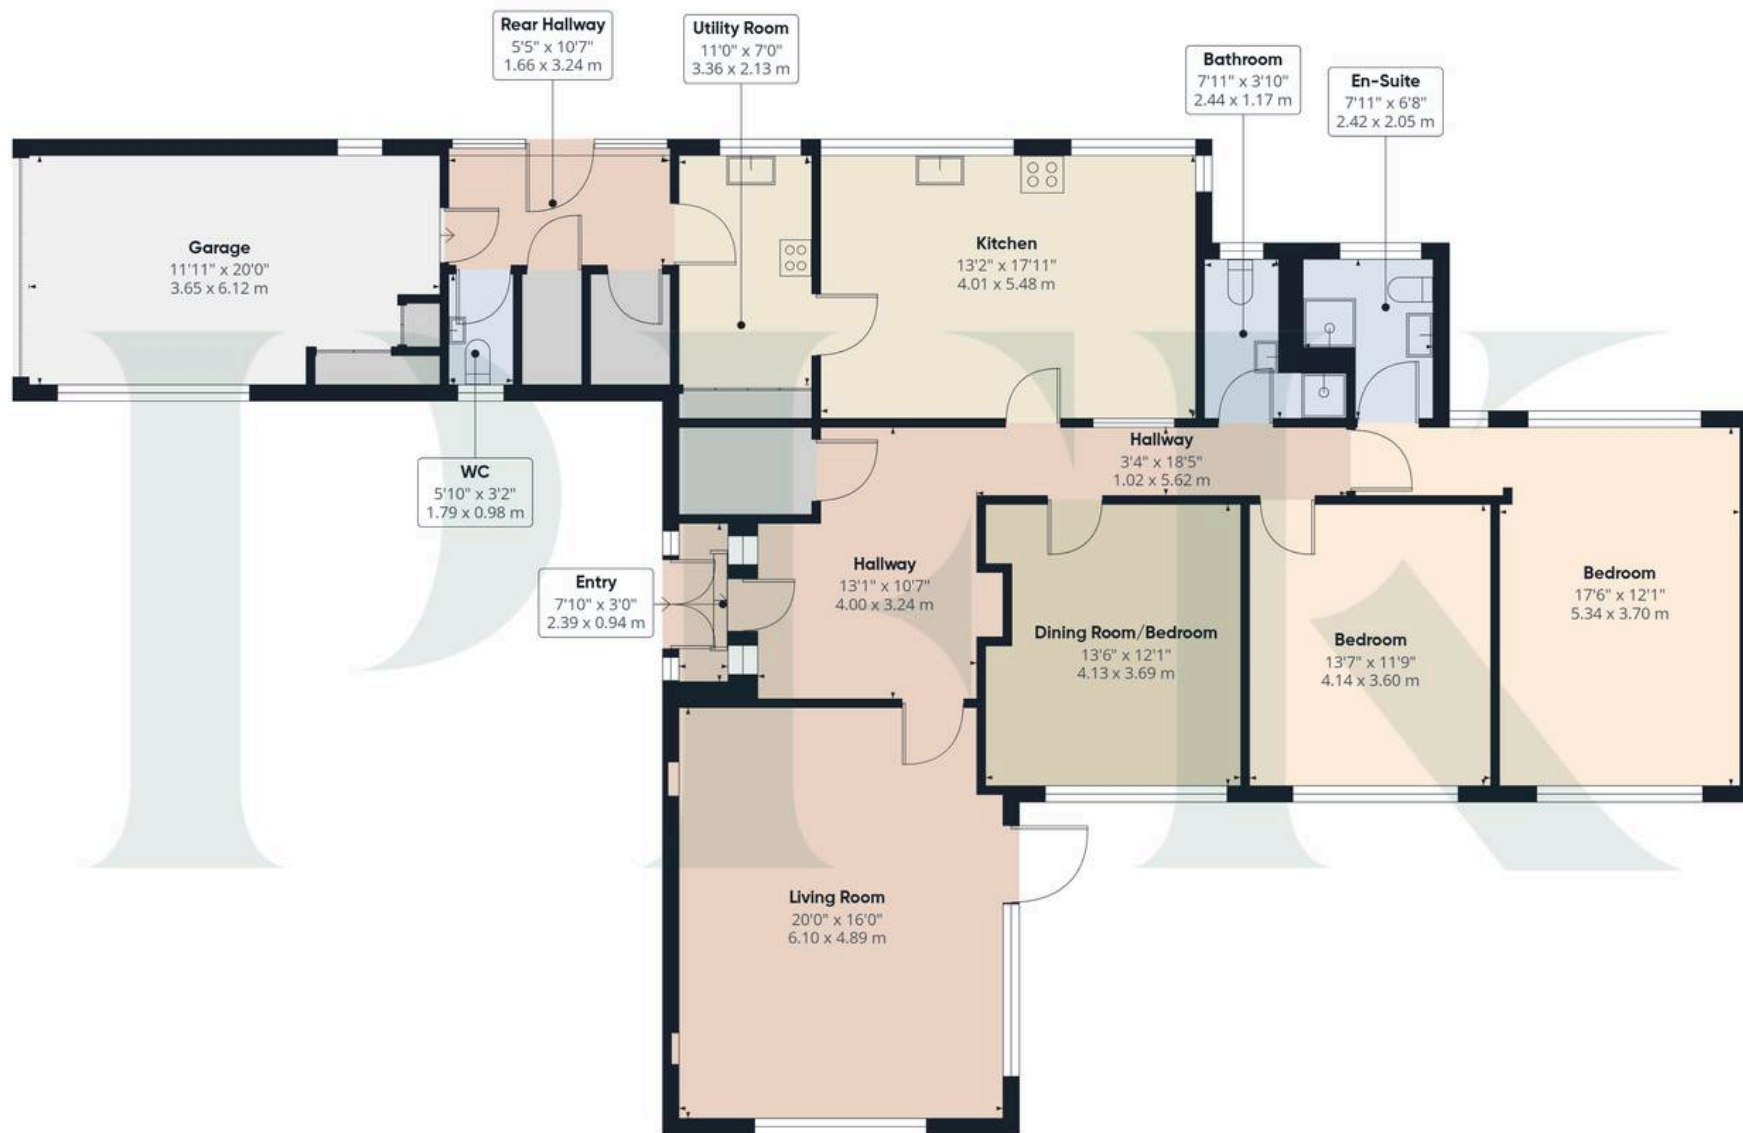 Rear Hallway
5'5" x 10'7"
1.66 x 3.24 m
Utility Room
11'0" x 7'0"
3.36 x 2.13 m
Bathroom
7'11" x 3'10"
2.44 x 1.17 m
En-Suite
7'11" x 6'8"
2.42 x 2.05 m
Garage
11'11" x 20'0"
3.65 x 6.12 m
Kitchen
13'2" x 17'11"
4.01 x 5.48 m
WC
5'10" x 3'2"
1.79 x 0.98 m
Hallway
3'4" x 18'5"
1.02 x 5.62 m
Entry
7'10" x 3'0"
2.39 x 0.94 m
Hallway
13'1" x 10'7"
4.00 x 3.24 m
Dining Room/Bedroom
13'6" x 12'1"
4.13 x 3.69 m
Bedroom
13'7" x 11'9"
4.14 x 3.60 m
Bedroom
17'6" x 12'1"
5.34 x 3.70 m
Living Room
20'0" x 16'0"
6.10 x 4.89 m
PFK